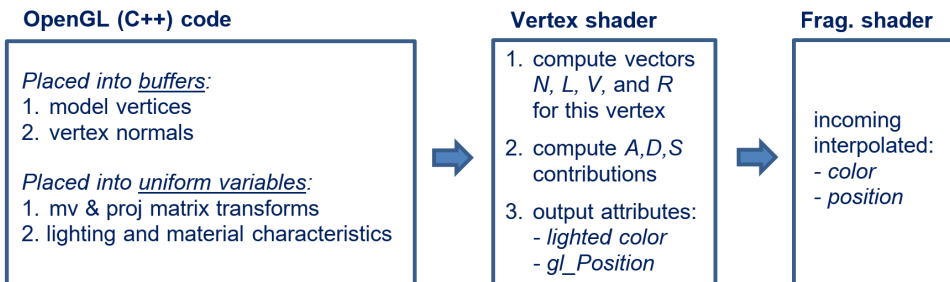 OpenGL (C++) code
Placed into buffers:
1. model vertices
2. vertex normals
Placed into uniform variables:
1. mv & proj matrix transforms
2. lighting and material characteristics
Vertex shader
1. compute vectors
N, L, V, and R
for this vertex
2. compute A,D,S
contributions
3. output attributes:
- lighted color
- gl_Position
Frag. shader
incoming
interpolated:
- color
- position